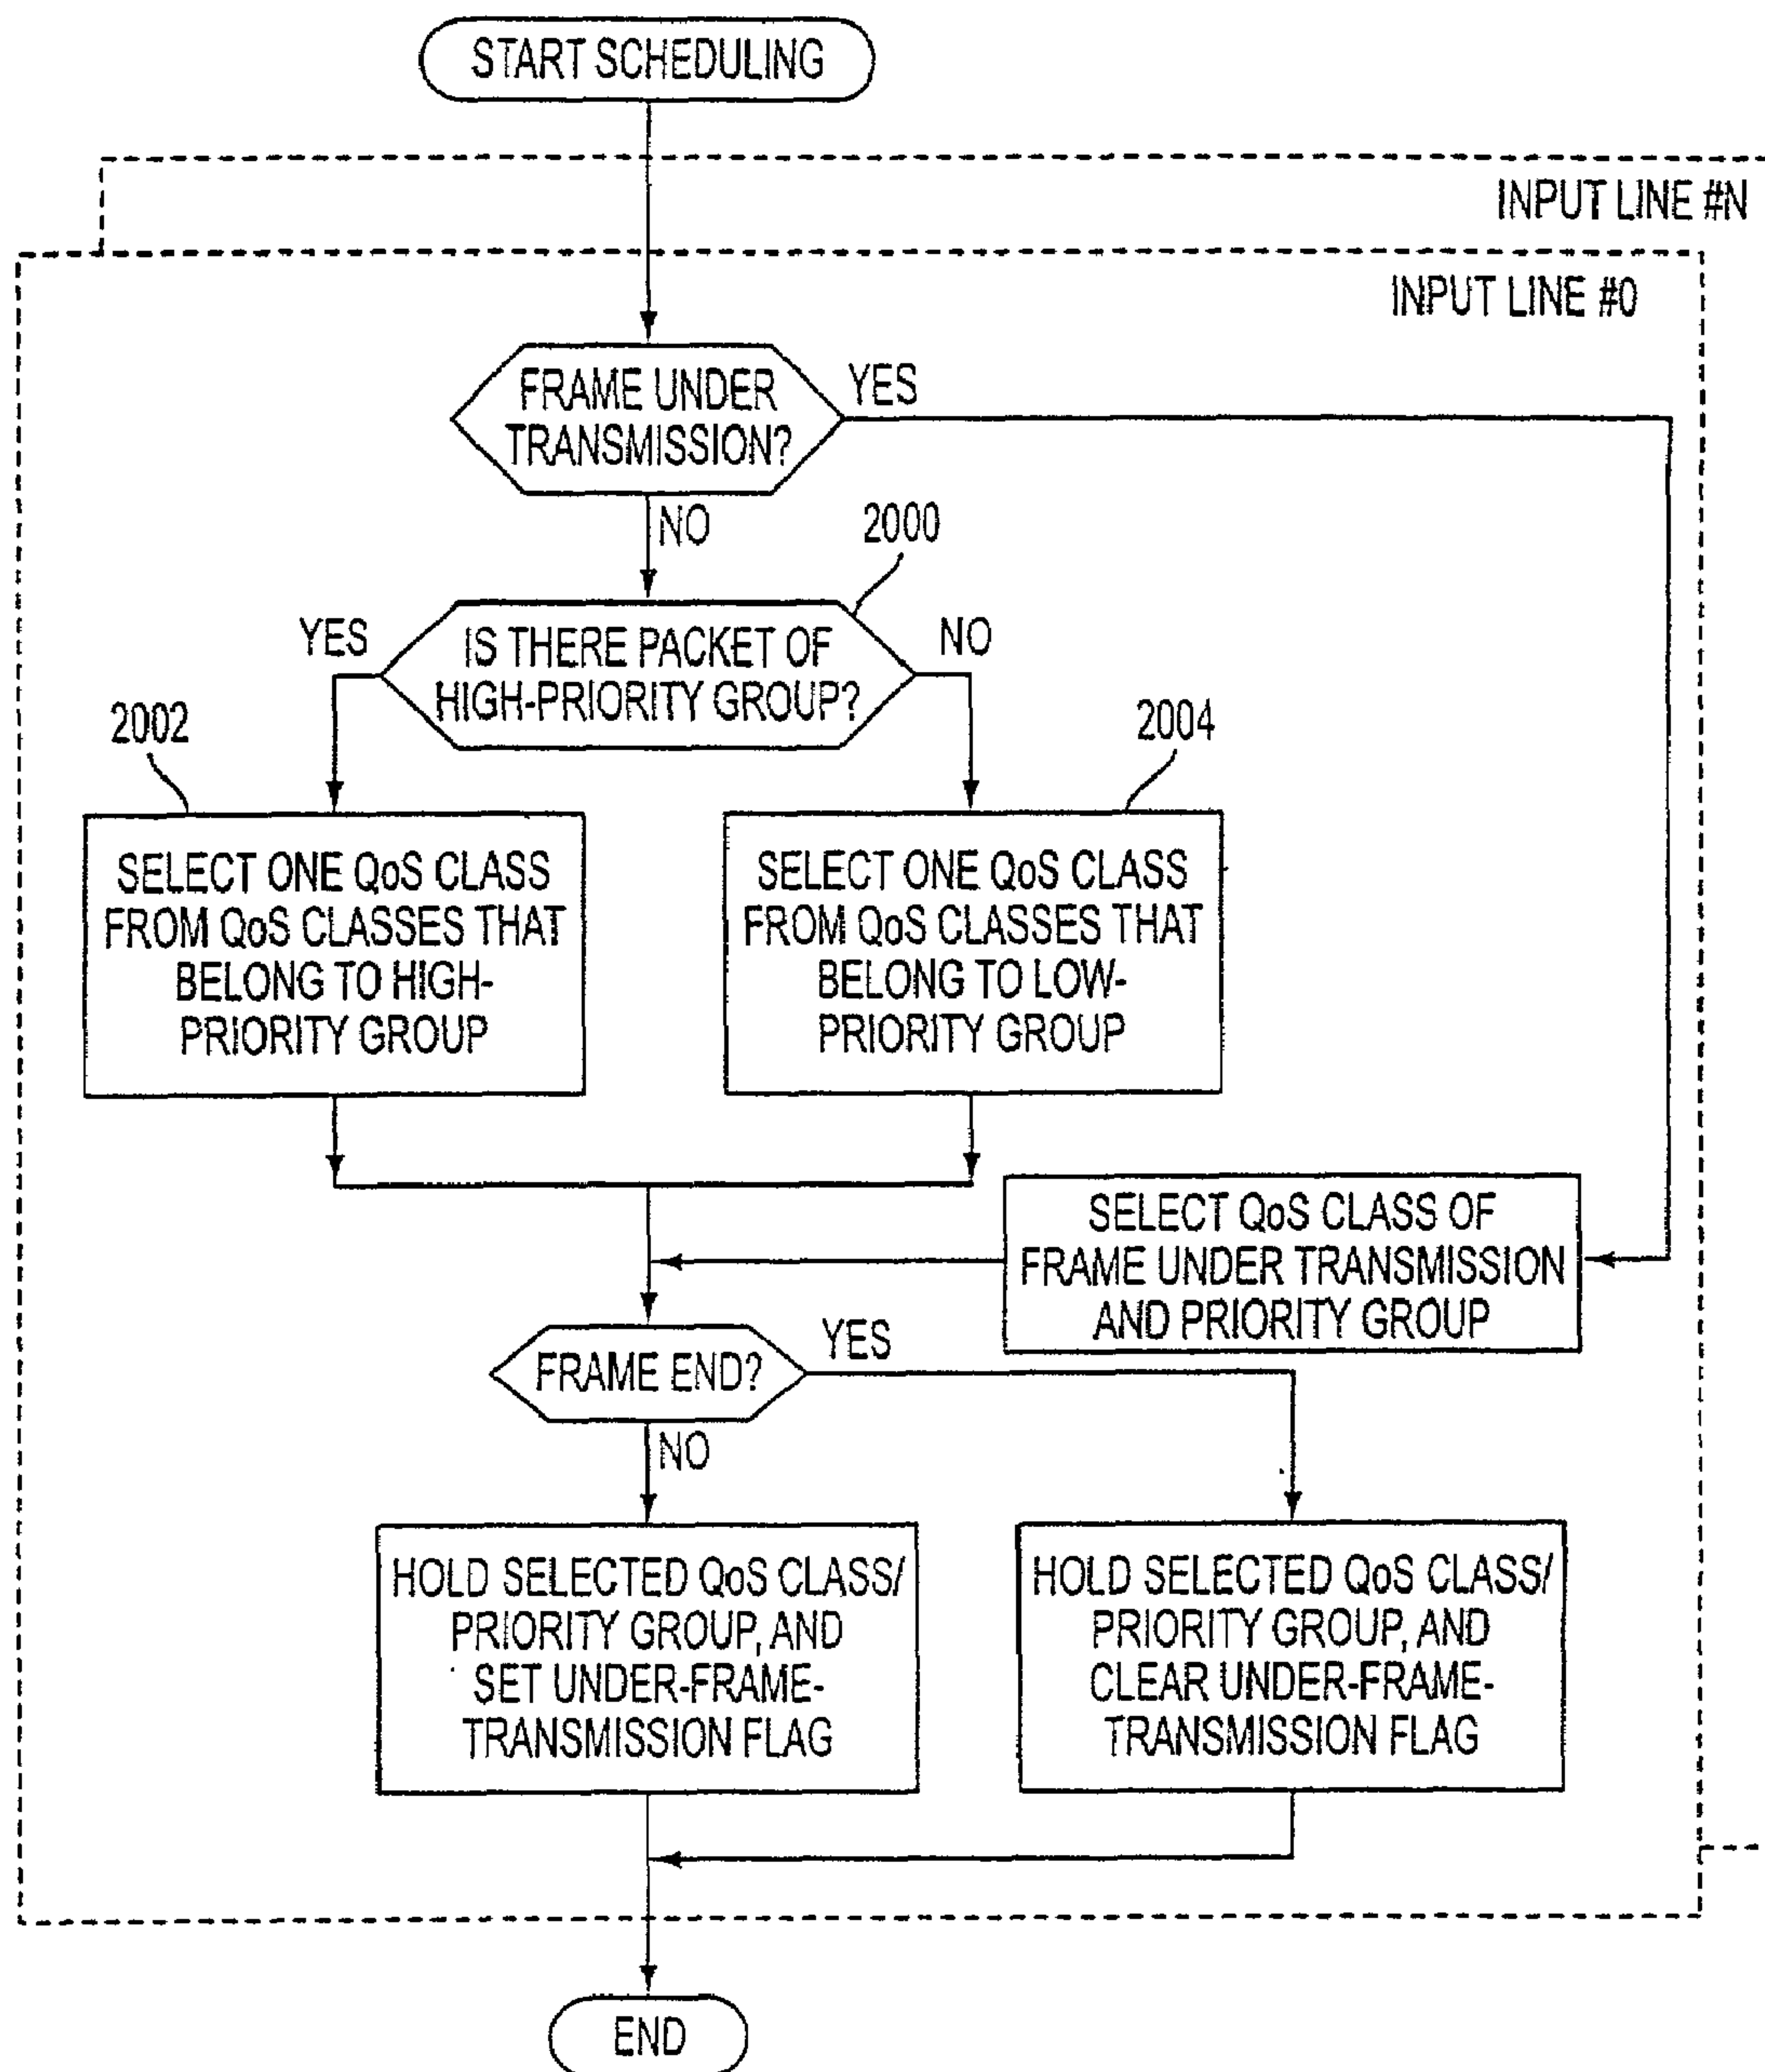 START SCHEDULING
INPUT LINE #N
INPUT LINE #0
FRAME UNDER
TRANSMISSION?
YES
NO
2000
IS THERE PACKET OF
HIGH-PRIORITY GROUP?
YES
NO
2002
2004
SELECT ONE QoS CLASS
FROM QoS CLASSES THAT
BELONG TO HIGH-
PRIORITY GROUP
SELECT ONE QoS CLASS
FROM QoS CLASSES THAT
BELONG TO LOW-
PRIORITY GROUP
SELECT QoS CLASS OF
FRAME UNDER TRANSMISSION
AND PRIORITY GROUP
FRAME END?
YES
NO
HOLD SELECTED QoS CLASS/
PRIORITY GROUP, AND
SET UNDER-FRAME-
TRANSMISSION FLAG
HOLD SELECTED QoS CLASS/
PRIORITY GROUP, AND
CLEAR UNDER-FRAME-
TRANSMISSION FLAG
END